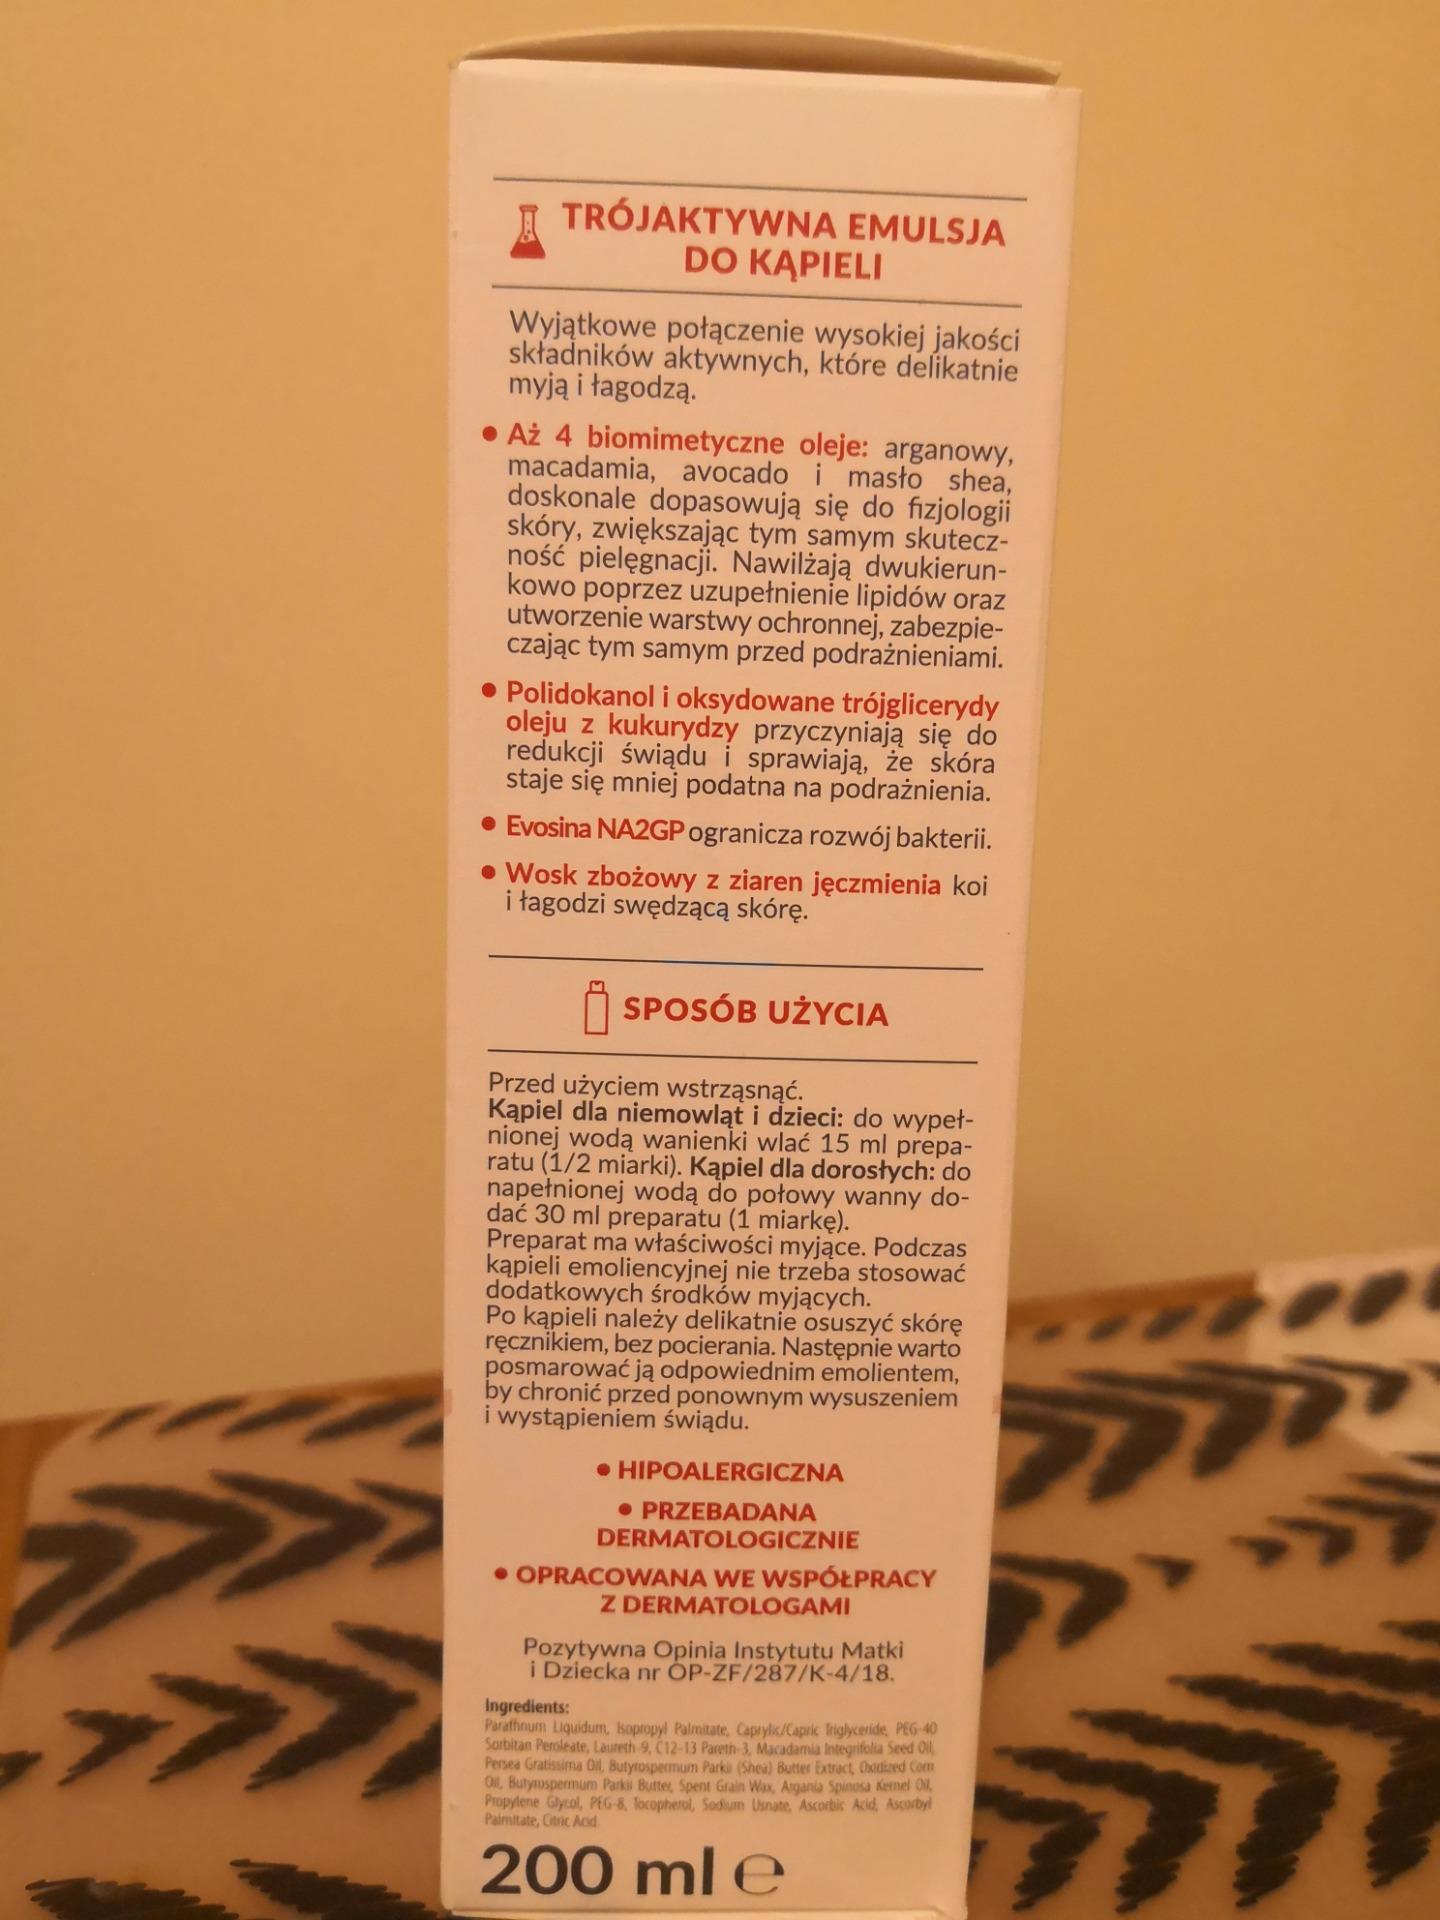 TRÓJAKTYWNA EMULSJA
DO KĄPIELI
Wyjątkowe połączenie wysokiej jakości
składników aktywnych, które delikatnie
myją i łagodzą.
• Aż 4 biomimetyczne oleje: arganowy,
macadamia, avocado i masło shea,
doskonale dopasowują się do fizjologii
skóry, zwiększając tym samym skutecz-
ność pielęgnacji. Nawilżają dwukierun-
kowo poprzez uzupełnienie lipidów oraz
utworzenie warstwy ochronnej, zabezpie-
czając tym samym przed podrażnieniami.
• Polidokanol i oksydowane trójglicerydy
oleju z kukurydzy przyczyniają się do
redukcji świądu i sprawiają, że skóra
staje się mniej podatna na podrażnienia.
• Evosina NA2GP ogranicza rozwój bakterii.
• Wosk zbożowy z ziaren jęczmienia koi
i łagodzi swędzącą skórę.
SPOSÓB UŻYCIA
Przed użyciem wstrząsnąć.
Kąpiel dla niemowląt i dzieci: do wypeł-
nionej wodą wanienki wlać 15 ml prepa-
ratu (1/2 miarki). Kąpiel dla dorosłych: do
napełnionej wodą do połowy wanny do-
dać 30 ml preparatu (1 miarkę).
Preparat ma właściwości myjące. Podczas
kąpieli emoliencyjnej nie trzeba stosować
dodatkowych środków myjących.
Po kąpieli należy delikatnie osuszyć skórę
ręcznikiem, bez pocierania. Następnie warto
posmarować ją odpowiednim emolientem,
by chronić przed ponownym wysuszeniem
i wystąpieniem świądu.
• HIPOALERGICZNA
• PRZEBADANA
DERMATOLOGICZNIE
• OPRACOWANA WE WSPÓŁPRACY
Z DERMATOLOGAMI
Pozytywna Opinia Instytutu Matki
i Dziecka nr OP-ZF/287/K-4/18.
Ingredients:
Paraffinum Liquidum, Isopropyl Palmitate, Caprylic/Capric Triglyceride, PEG-40
Sorbitan Peroleate, Laureth-9, C12-13 Pareth-3, Macadamia Integrifolia Seed Oil,
Persea Gratissima Oil, Butyrospermum Parkii (Shea) Butter Extract, Oxidized Corn
Oil, Butyrospermum Parkii Butter, Spent Grain Wax, Argania Spinosa Kernel Oil,
Propylene Glycol, PEG-8, Tocopherol, Sodium Usnate, Ascorbic Acid, Ascorbyl
Palmitate, Citric Acid.
200 ml e